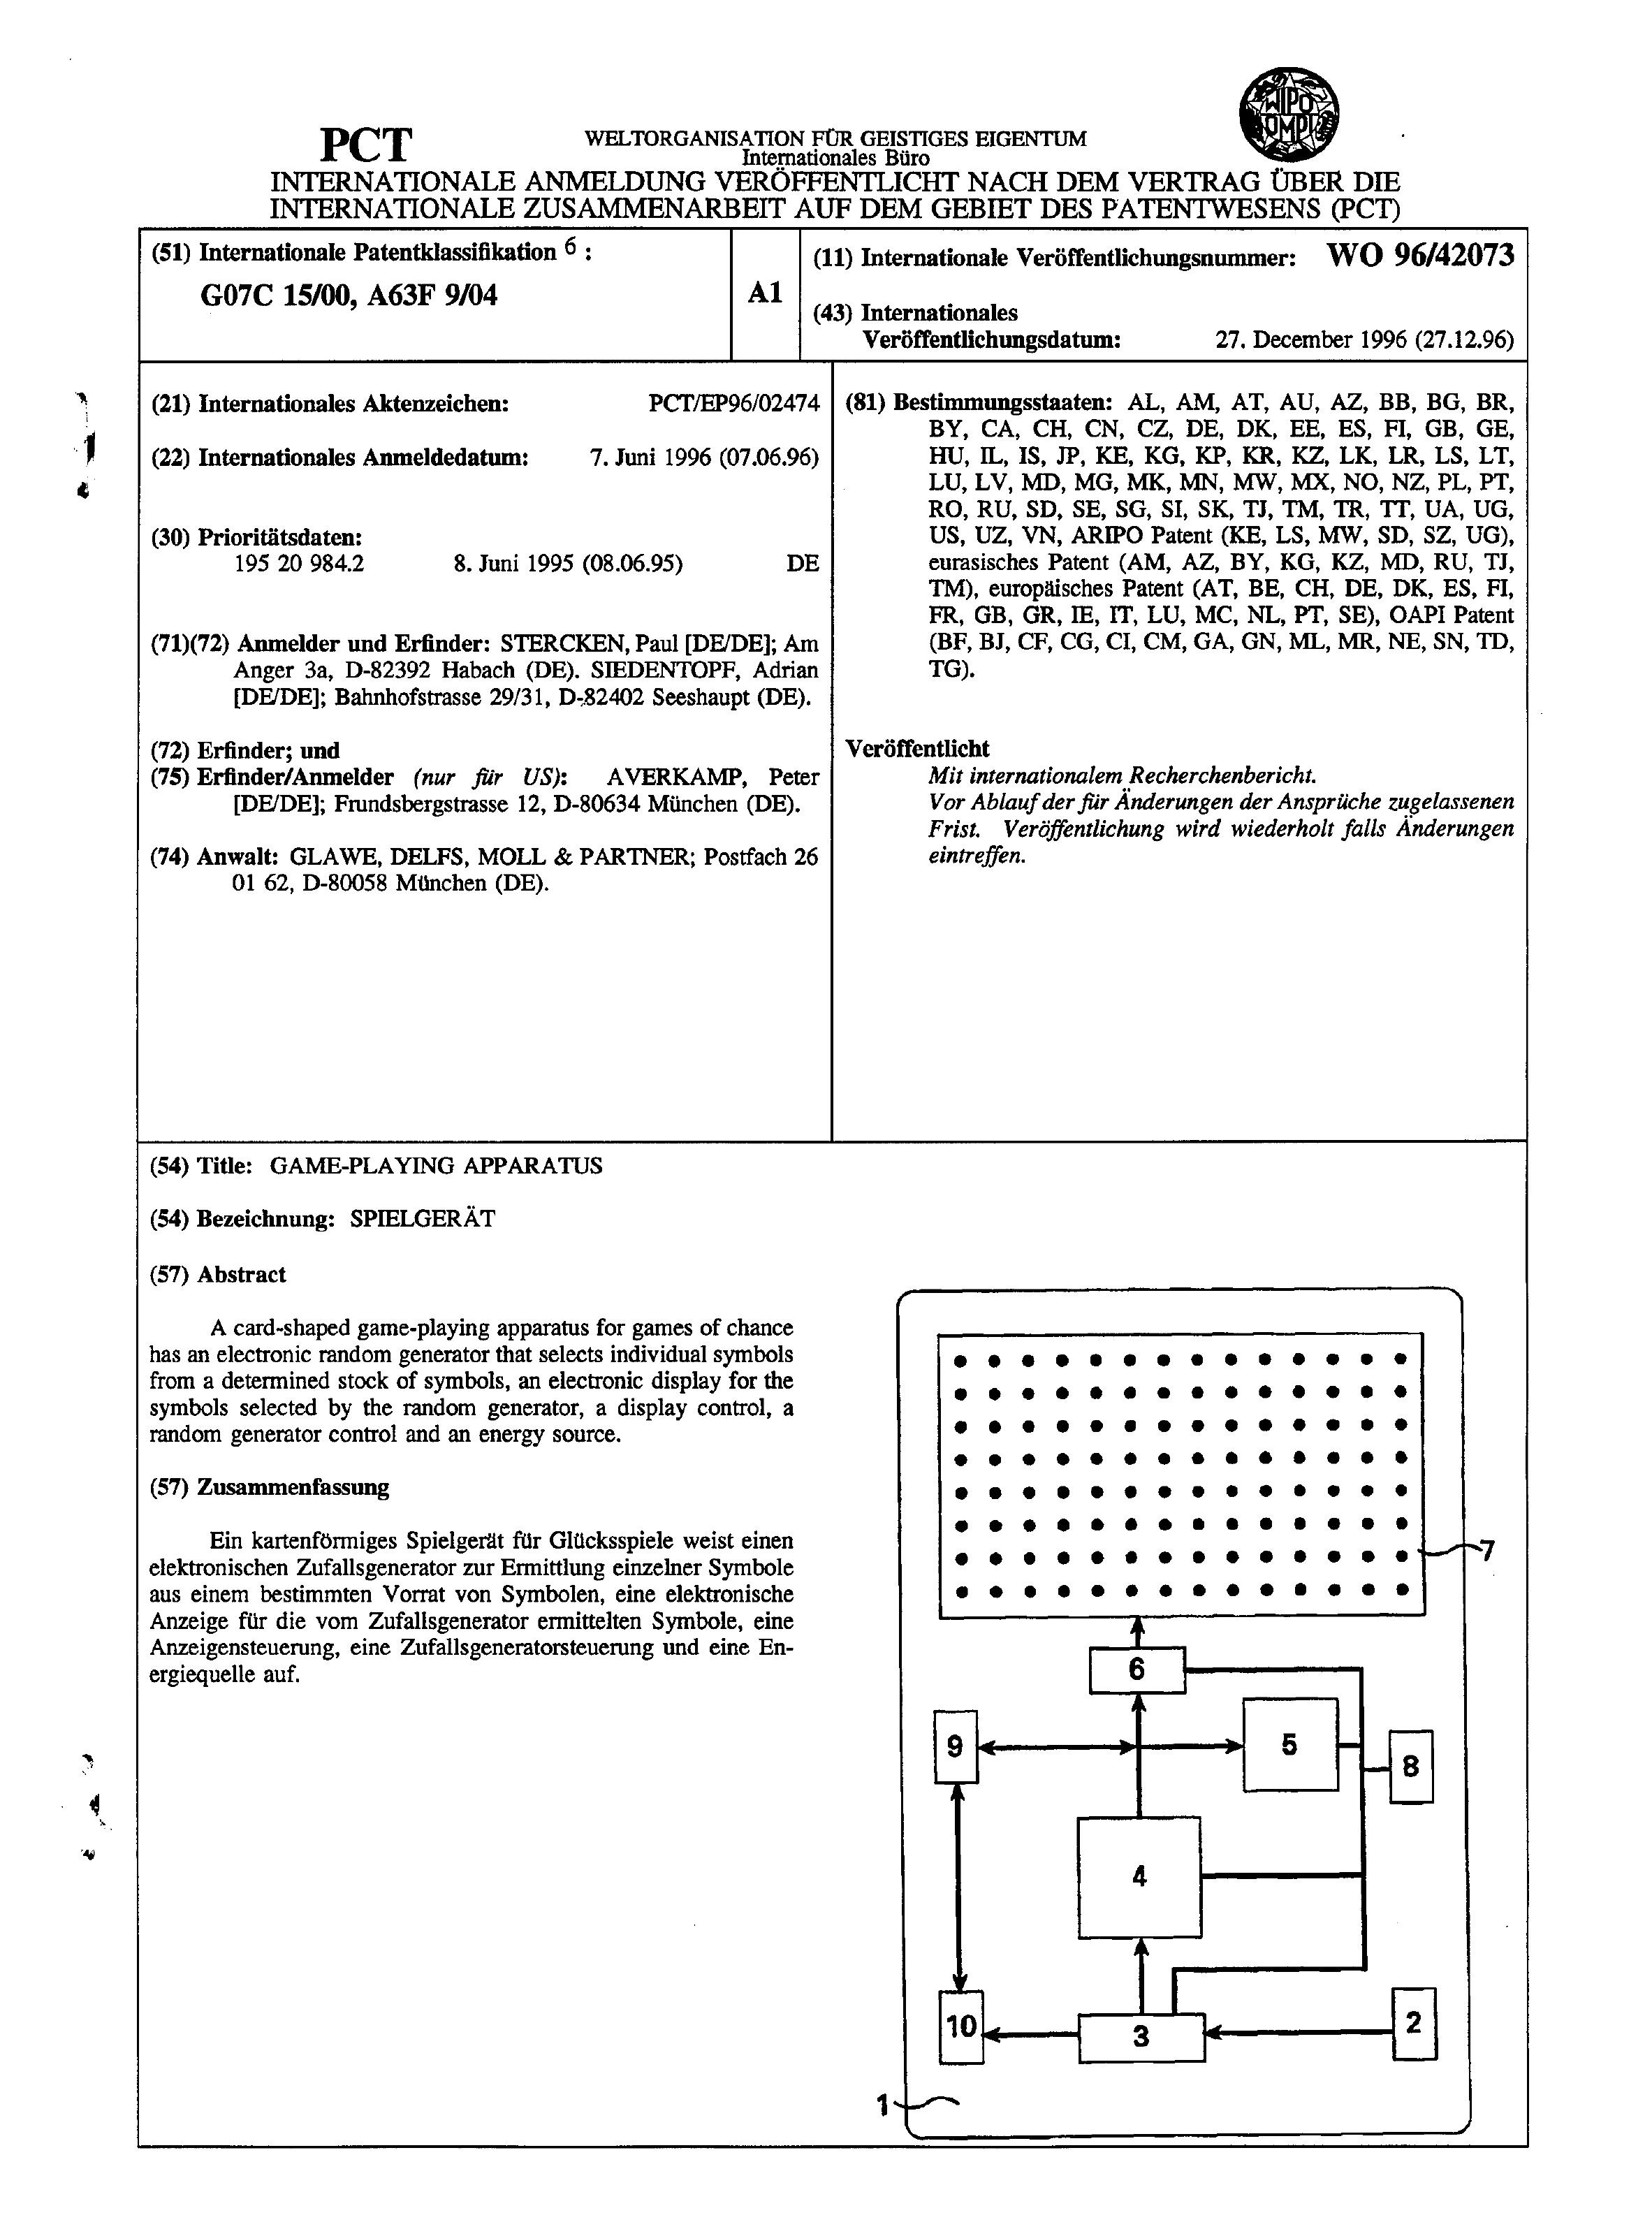 WIPO
OMPI
PCT
WELTORGANISATION FÜR GEISTIGES EIGENTUM
Internationales Büro
INTERNATIONALE ANMELDUNG VERÖFFENTLICHT NACH DEM VERTRAG ÜBER DIE
INTERNATIONALE ZUSAMMENARBEIT AUF DEM GEBIET DES PATENTWESENS (PCT)
(51) Internationale Patentklassifikation 6 :
G07C 15/00, A63F 9/04
A1
(11) Internationale Veröffentlichungsnummer: WO 96/42073
(43) Internationales
Veröffentlichungsdatum: 27. December 1996 (27.12.96)
(21) Internationales Aktenzeichen: PCT/EP96/02474
(22) Internationales Anmeldedatum: 7. Juni 1996 (07.06.96)
(30) Prioritätsdaten:
195 20 984.2 8. Juni 1995 (08.06.95) DE
(71)(72) Anmelder und Erfinder: STERCKEN, Paul [DE/DE]; Am
Anger 3a, D-82392 Habach (DE). SIEDENTOPF, Adrian
[DE/DE]; Bahnhofstrasse 29/31, D-82402 Seeshaupt (DE).
(72) Erfinder; und
(75) Erfinder/Anmelder (nur für US): AVERKAMP, Peter
[DE/DE]; Frundsbergstrasse 12, D-80634 München (DE).
(74) Anwalt: GLAWE, DELFS, MOLL & PARTNER; Postfach 26
01 62, D-80058 München (DE).
(81) Bestimmungsstaaten: AL, AM, AT, AU, AZ, BB, BG, BR,
BY, CA, CH, CN, CZ, DE, DK, EE, ES, FI, GB, GE,
HU, IL, IS, JP, KE, KG, KP, KR, KZ, LK, LR, LS, LT,
LU, LV, MD, MG, MK, MN, MW, MX, NO, NZ, PL, PT,
RO, RU, SD, SE, SG, SI, SK, TJ, TM, TR, TT, UA, UG,
US, UZ, VN, ARIPO Patent (KE, LS, MW, SD, SZ, UG),
eurasisches Patent (AM, AZ, BY, KG, KZ, MD, RU, TJ,
TM), europäisches Patent (AT, BE, CH, DE, DK, ES, FI,
FR, GB, GR, IE, IT, LU, MC, NL, PT, SE), OAPI Patent
(BF, BJ, CF, CG, CI, CM, GA, GN, ML, MR, NE, SN, TD,
TG).
Veröffentlicht
Mit internationalem Recherchenbericht.
Vor Ablauf der für Änderungen der Ansprüche zugelassenen
Frist. Veröffentlichung wird wiederholt falls Änderungen
eintreffen.
(54) Title: GAME-PLAYING APPARATUS
(54) Bezeichnung: SPIELGERÄT
(57) Abstract
A card-shaped game-playing apparatus for games of chance
has an electronic random generator that selects individual symbols
from a determined stock of symbols, an electronic display for the
symbols selected by the random generator, a display control, a
random generator control and an energy source.
(57) Zusammenfassung
Ein kartenförmiges Spielgerät für Glücksspiele weist einen
elektronischen Zufallsgenerator zur Ermittlung einzelner Symbole
aus einem bestimmten Vorrat von Symbolen, eine elektronische
Anzeige für die vom Zufallsgenerator ermittelten Symbole, eine
Anzeigensteuerung, eine Zufallsgeneratorsteuerung und eine En-
ergiequelle auf.
7
6
9
5
8
4
10
3
2
1